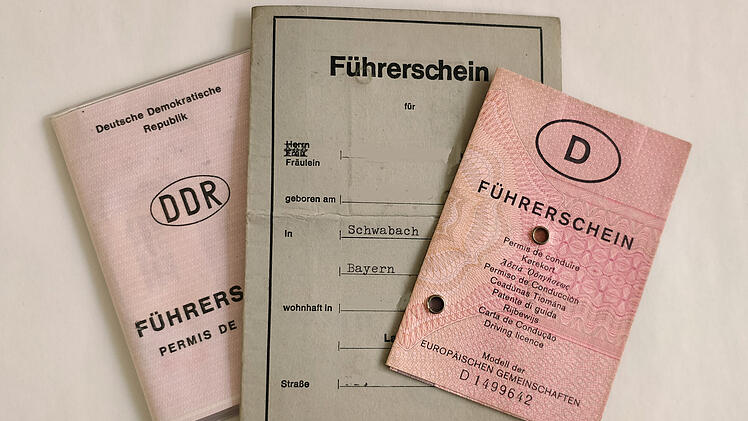 Deutsche Demokratische
Republik
DDR
FÜHRERS
PERMIS DE
Führerschein
für
Herrn
Frau
Fräulein
geboren am
in Schwabach
Bayern
wohnhaft in
Straße
D
FÜHRERSCHEIN
Permis de conduire
Kørekort
Άδεια Οδηγήσεως
Permiso de Conducción
Ceadúnas Tiomána
Patente di guida
Rijbewijs
Carta de Condução
Driving licence
Modell der
EUROPÄISCHEN GEMEINSCHAFTEN
D 1499642